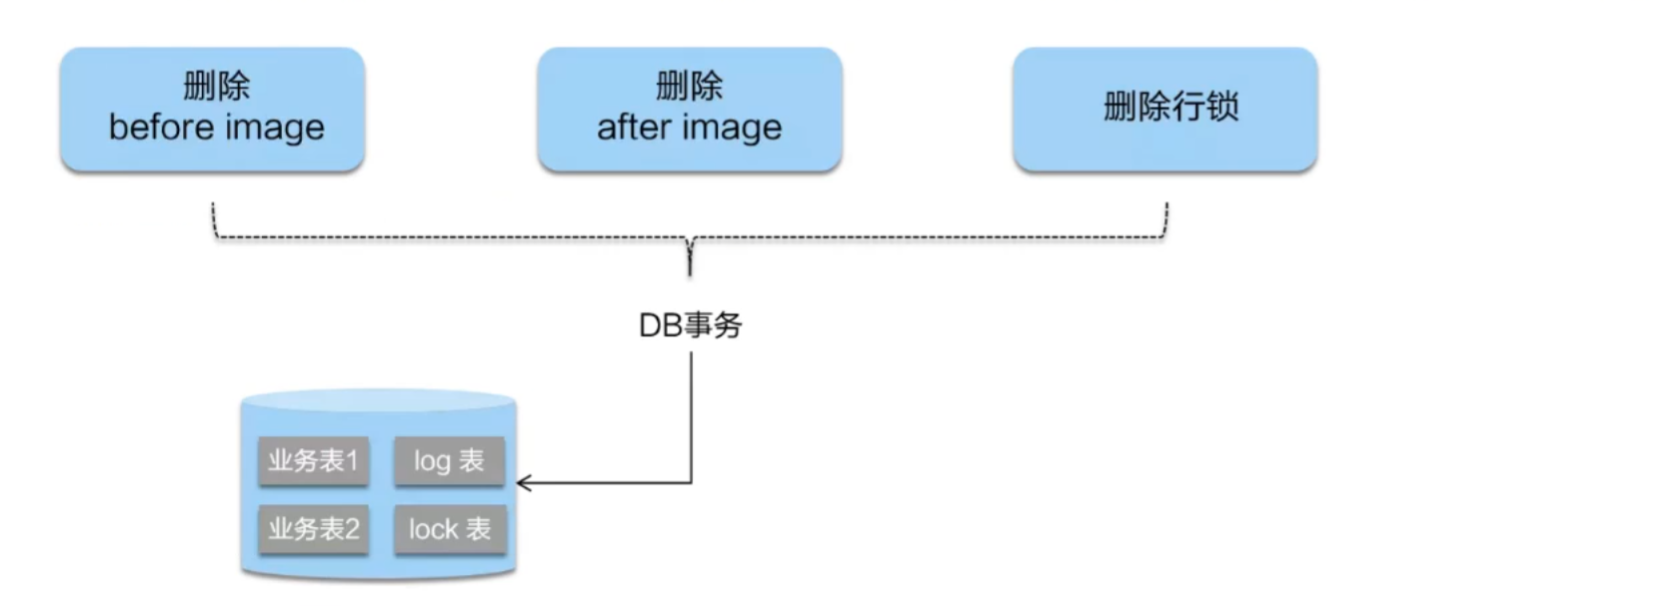 删除
before image
删除
after image
删除行锁
DB事务
业务表1
log 表
业务表2
lock 表